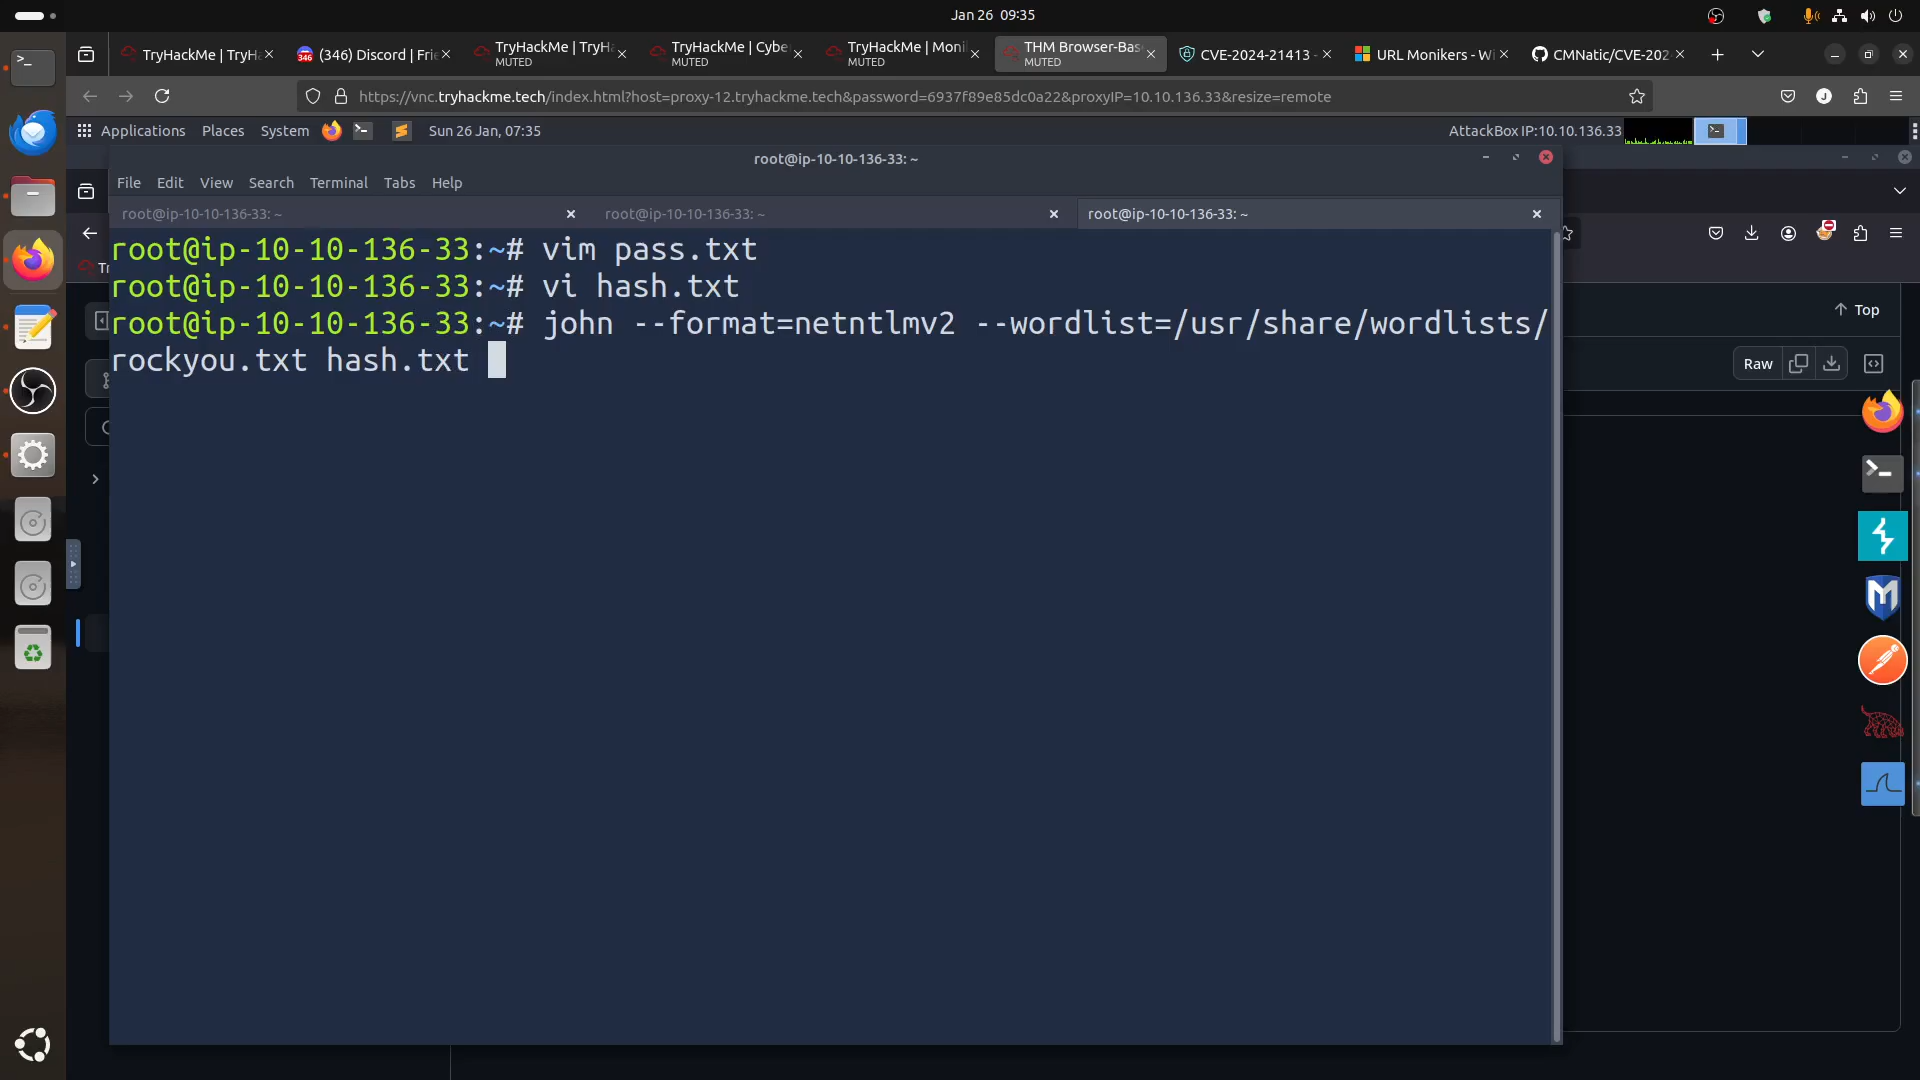 Jan 26 09:35
TryHackMe | TryH
(346) Discord | Frie
TryHackMe | TryH
MUTED
TryHackMe | Cybe
MUTED
TryHackMe | Moni
MUTED
THM Browser-Bas
MUTED
CVE-2024-21413 -
URL Monikers - Wi
CMNatic/CVE-202
https://vnc.tryhackme.tech/index.html?host=proxy-12.tryhackme.tech&password=6937f89e85dc0a22&proxyIP=10.10.136.33&resize=remote
Applications Places System Sun 26 Jan, 07:35 AttackBox IP:10.10.136.33
root@ip-10-10-136-33: ~
File Edit View Search Terminal Tabs Help
root@ip-10-10-136-33: ~ root@ip-10-10-136-33: ~ root@ip-10-10-136-33: ~
root@ip-10-10-136-33:~# vim pass.txt
root@ip-10-10-136-33:~# vi hash.txt
root@ip-10-10-136-33:~# john --format=netntlmv2 --wordlist=/usr/share/wordlists/
rockyou.txt hash.txt
Top
Raw